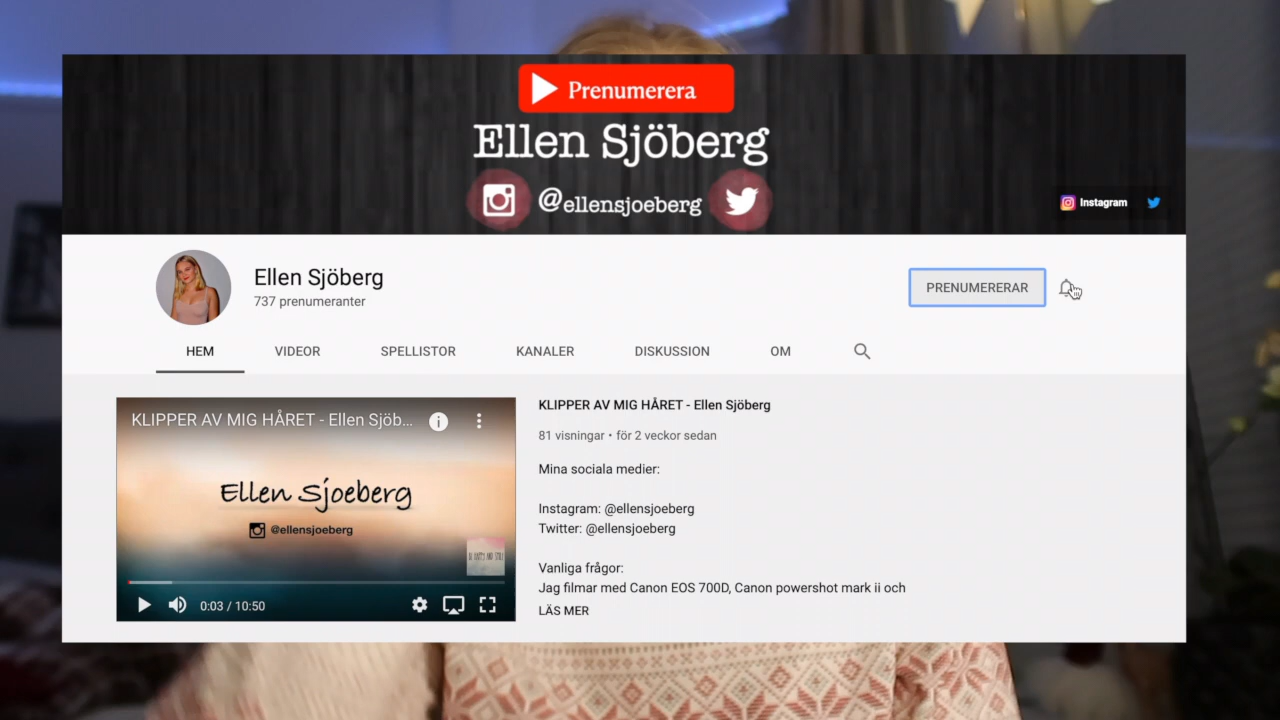 Prenumerera
Ellen Sjöberg
@ellensjoeberg
Instagram
Ellen Sjöberg
737 prenumeranter
PRENUMERERAR
HEM VIDEOR SPELLISTOR KANALER DISKUSSION OM
KLIPPER AV MIG HÅRET - Ellen Sjöb...
Ellen Sjoeberg
@ellensjoeberg
0:03 / 10:50
KLIPPER AV MIG HÅRET - Ellen Sjöberg
81 visningar • för 2 veckor sedan
Mina sociala medier:
Instagram: @ellensjoeberg
Twitter: @ellensjoeberg
Vanliga frågor:
Jag filmar med Canon EOS 700D, Canon powershot mark ii och
LÄS MER